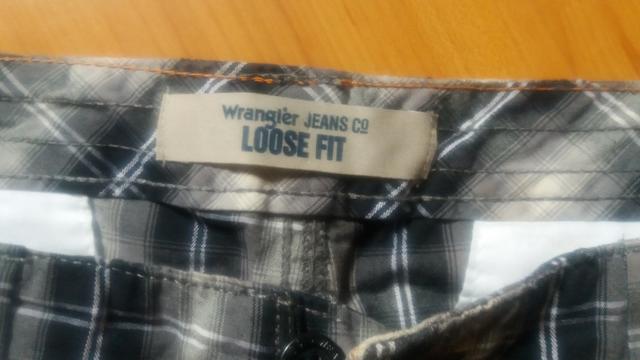 Wrangler JEANS CO
LOOSE FIT